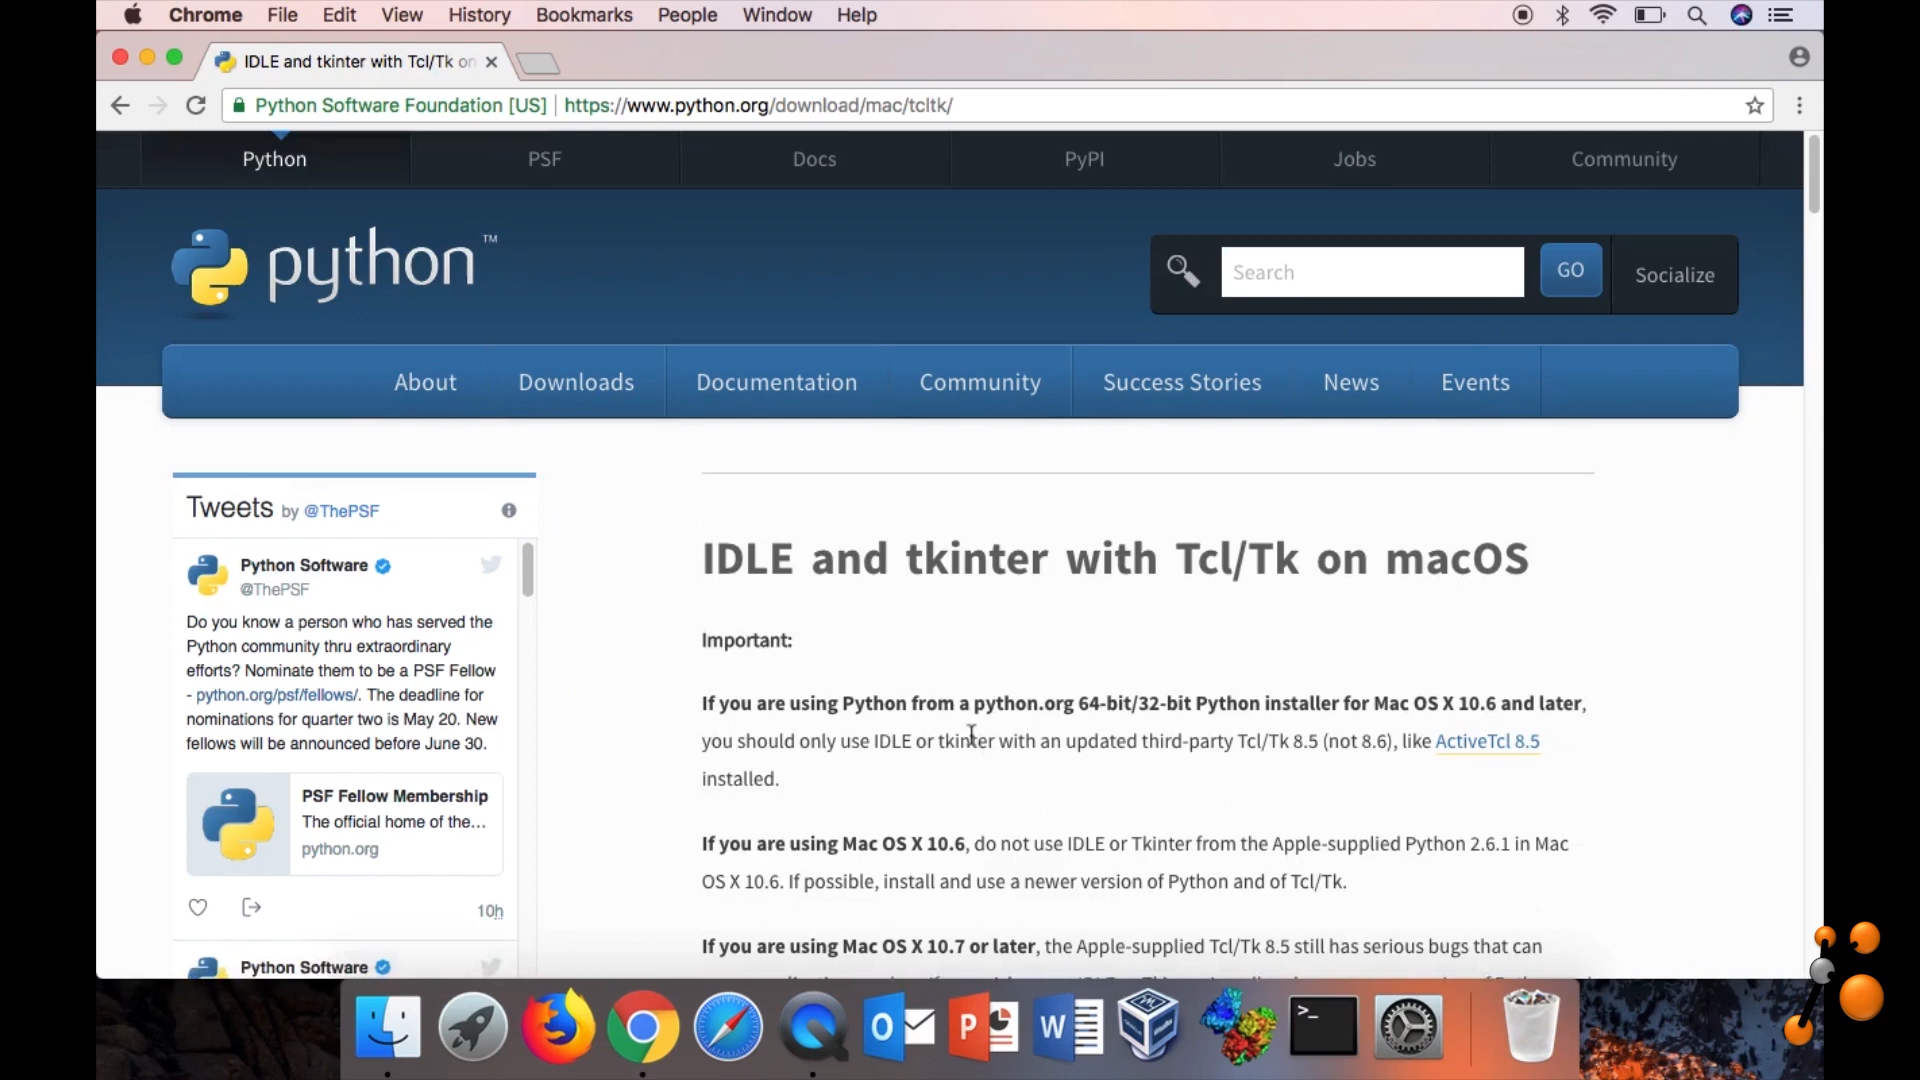 Chrome File Edit View History Bookmarks People Window Help
IDLE and tkinter with Tcl/Tk on
Python Software Foundation [US] https://www.python.org/download/mac/tcltk/
Python PSF Docs PyPI Jobs Community
python™
Search GO Socialize
About Downloads Documentation Community Success Stories News Events
Tweets by @ThePSF
Python Software
@ThePSF
Do you know a person who has served the
Python community thru extraordinary
efforts? Nominate them to be a PSF Fellow
- python.org/psf/fellows/. The deadline for
nominations for quarter two is May 20. New
fellows will be announced before June 30.
PSF Fellow Membership
The official home of the...
python.org
10h
Python Software
IDLE and tkinter with Tcl/Tk on macOS
Important:
If you are using Python from a python.org 64-bit/32-bit Python installer for Mac OS X 10.6 and later,
you should only use IDLE or tkinter with an updated third-party Tcl/Tk 8.5 (not 8.6), like ActiveTcl 8.5
installed.
If you are using Mac OS X 10.6, do not use IDLE or Tkinter from the Apple-supplied Python 2.6.1 in Mac
OS X 10.6. If possible, install and use a newer version of Python and of Tcl/Tk.
If you are using Mac OS X 10.7 or later, the Apple-supplied Tcl/Tk 8.5 still has serious bugs that can